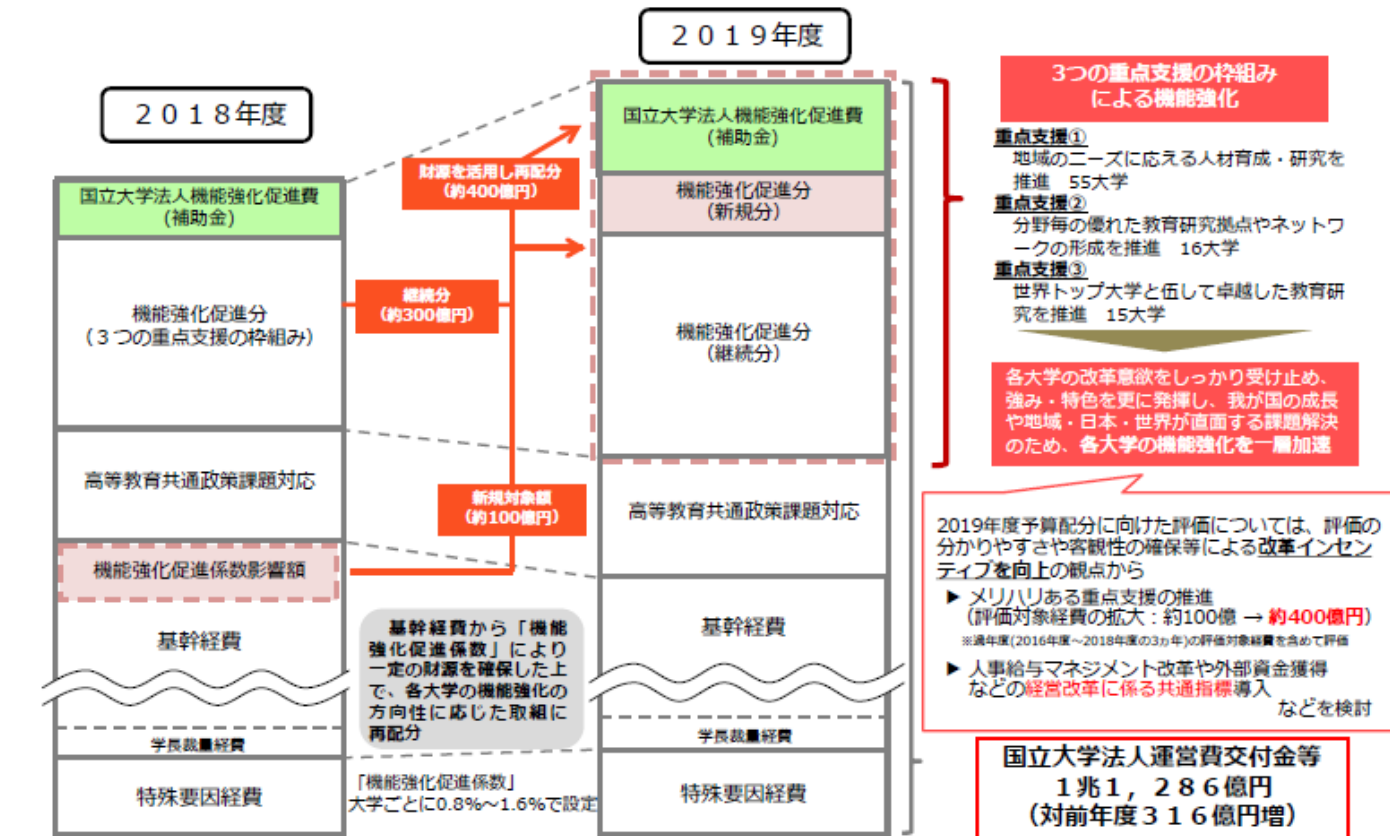 2018年度
国立大学法人機能強化促進費
(補助金)
機能強化促進分
(3つの重点支援の枠組み)
高等教育共通政策課題対応
機能強化促進係数影響額
基幹経費
学長裁量経費
特殊要因経費
財源を活用し再配分
(約400億円)
継続分
(約300億円)
新規対象額
(約100億円)
基幹経費から「機能
強化促進係数」により
一定の財源を確保した上
で、各大学の機能強化の
方向性に応じた取組に
再配分
「機能強化促進係数」
大学ごとに0.8%~1.6%で設定
2019年度
国立大学法人機能強化促進費
(補助金)
機能強化促進分
(新規分)
機能強化促進分
(継続分)
高等教育共通政策課題対応
基幹経費
学長裁量経費
特殊要因経費
3つの重点支援の枠組み
による機能強化
重点支援①
地域のニーズに応える人材育成・研究を
推進 55大学
重点支援②
分野毎の優れた教育研究拠点やネットワ
ークの形成を推進 16大学
重点支援③
世界トップ大学と伍して卓越した教育研
究を推進 15大学
各大学の改革意欲をしっかり受け止め、
強み・特色を更に発揮し、我が国の成長
や地域・日本・世界が直面する課題解決
のため、各大学の機能強化を一層加速
2019年度予算配分に向けた評価については、評価の
分かりやすさや客観性の確保等による改革インセン
ティブを向上の観点から
▶ メリハリある重点支援の推進
(評価対象経費の拡大:約100億 → 約400億円)
※過年度(2016年度~2018年度の3ヵ年)の評価対象経費を含めて評価
▶ 人事給与マネジメント改革や外部資金獲得
などの経営改革に係る共通指標導入
などを検討
国立大学法人運営費交付金等
1兆1,286億円
(対前年度316億円増)